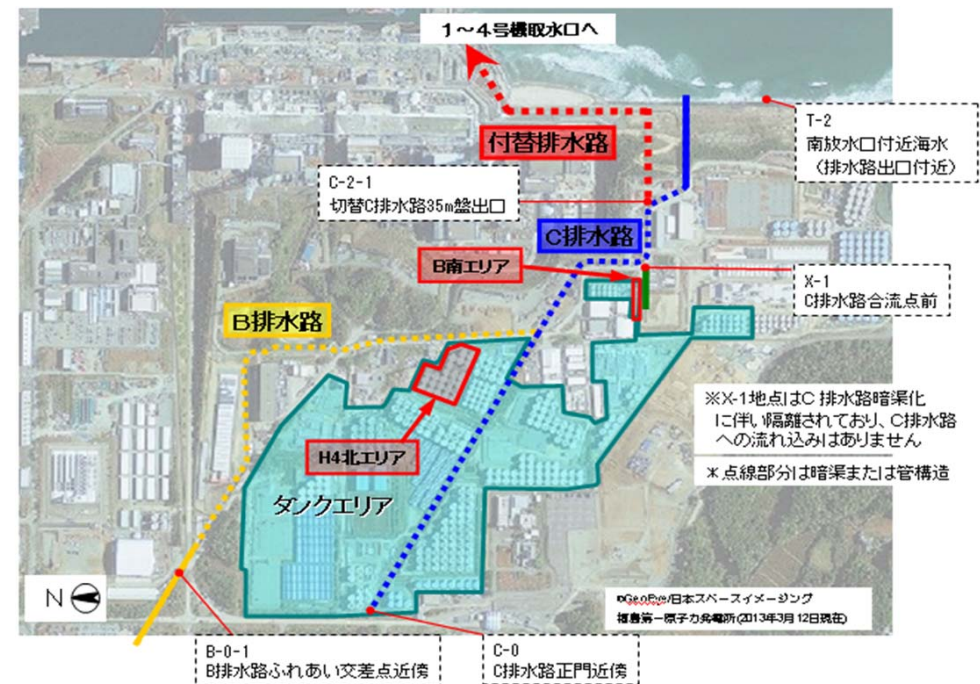 1～4号機取水口へ
付替排水路
T-2
南放水口付近海水
（排水路出口付近）
C-2-1
切替C排水路35m盤出口
C排水路
B南エリア
X-1
C排水路合流点前
B排水路
※X-1地点はC 排水路暗渠化
に伴い隔離されており、C排水路
への流れ込みはありません
＊点線部分は暗渠または管構造
H4北エリア
タンクエリア
N
©GeoEye/日本スペースイメージング
福島第一原子力発電所(2013年3月12日現在)
B-0-1
B排水路ふれあい交差点近傍
C-0
C排水路正門近傍